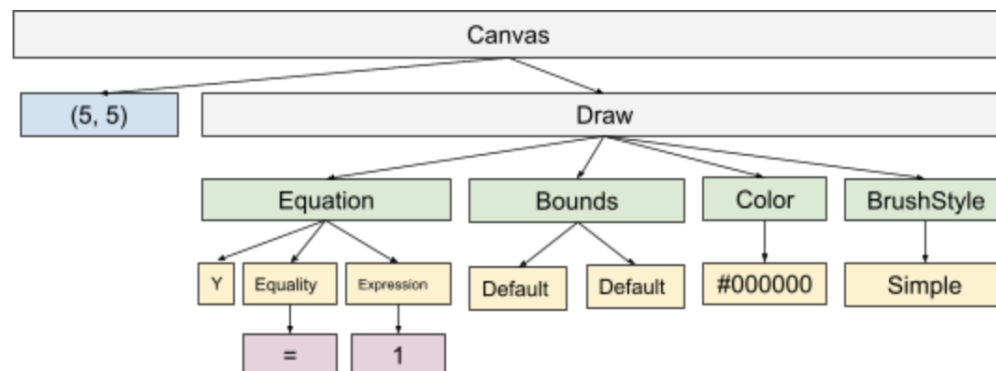 Canvas
(5, 5)
Draw
Equation
Bounds
Color
BrushStyle
Y
Equality
Expression
Default
Default
#000000
Simple
=
1